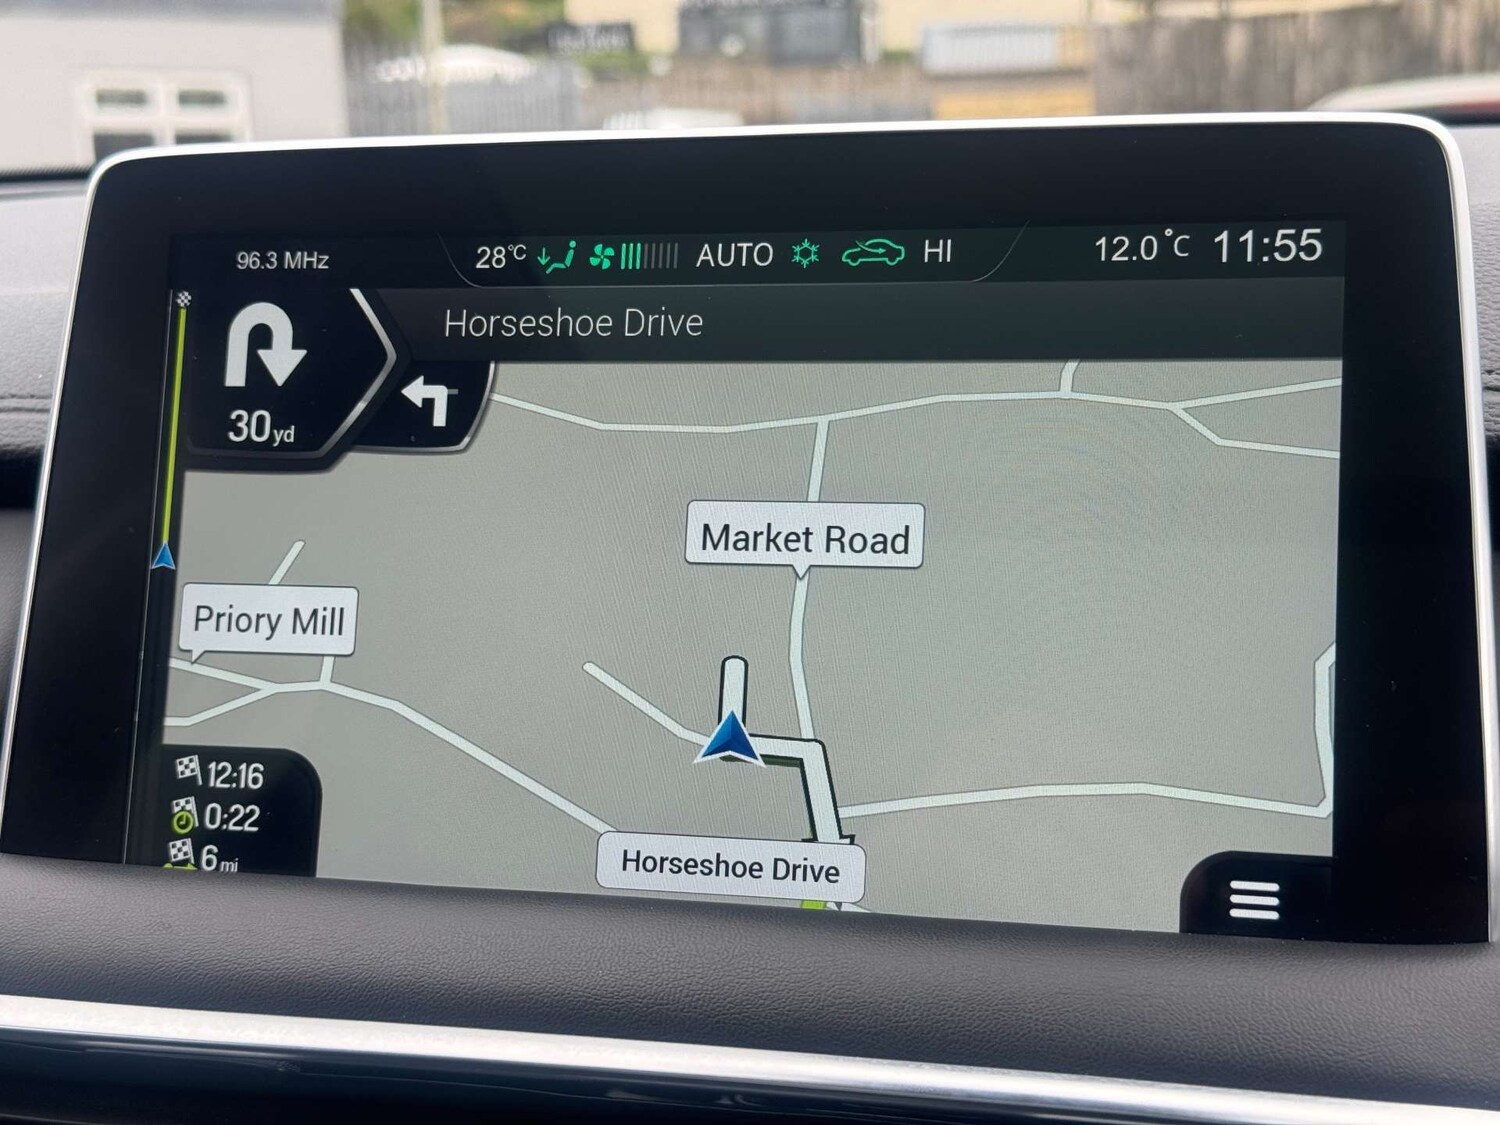 96.3 MHz
28°C AUTO HI
12.0°C 11:55
Horseshoe Drive
30yd
Market Road
Priory Mill
12:16
0:22
6mi
Horseshoe Drive